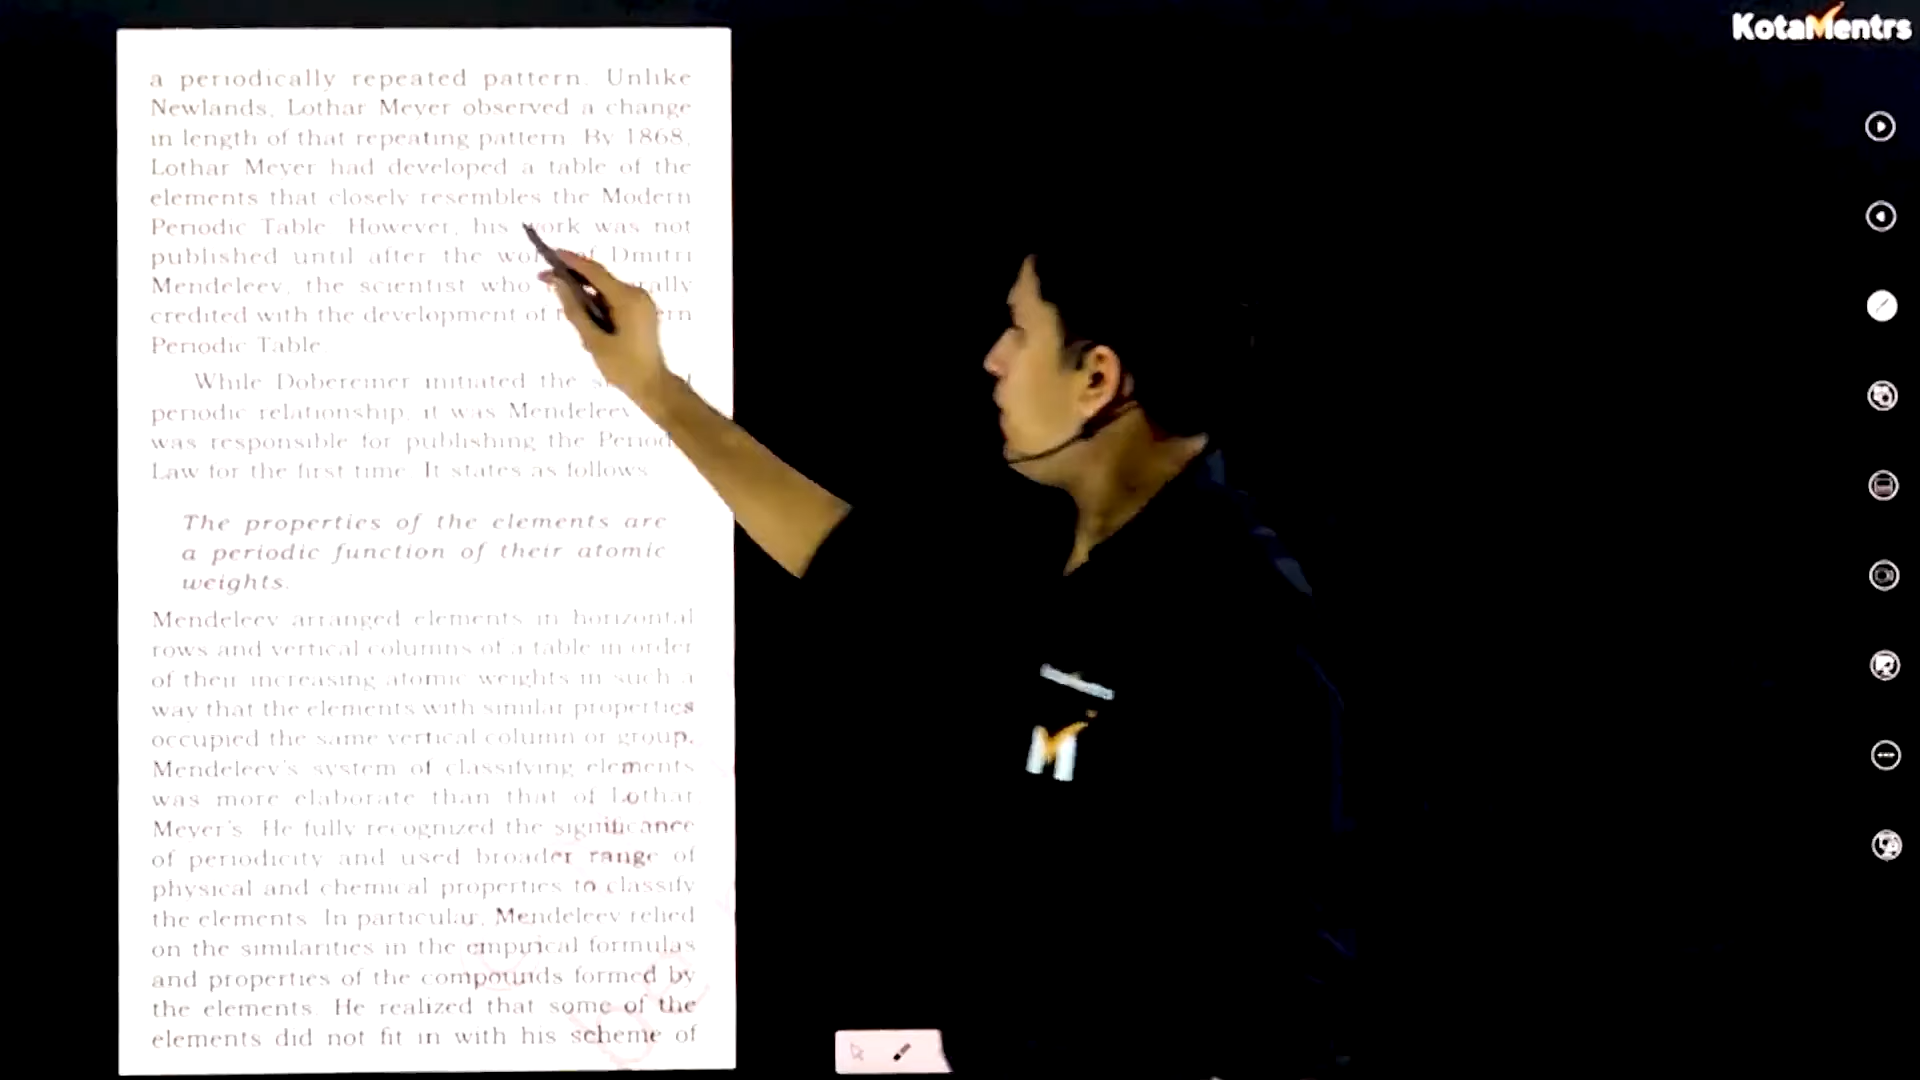 KotaMentrs
a periodically repeated pattern. Unlike
Newlands, Lothar Meyer observed a change
in length of that repeating pattern. By 1868,
Lothar Meyer had developed a table of the
elements that closely resembles the Modern
Periodic Table. However, his work was not
published until after the work of Dmitri
Mendeleev, the scientist who
credited with the development of
Periodic Table.
While Dobereiner initiated the
periodic relationship, it was Mendeleev
was responsible for publishing the
Law for the first time. It states as follows
The properties of the elements are
a periodic function of their atomic
weights.
Mendeleev arranged elements in horizontal
rows and vertical columns of a table in order
of their increasing atomic weights in such a
way that the elements with similar properties
occupied the same vertical column or group.
Mendeleev's system of classifying elements
was more elaborate than that of Lothar
Meyer's. He fully recognized the significance
of periodicity and used broader range of
physical and chemical properties to classify
the elements. In particular, Mendeleev relied
on the similarities in the empirical formulas
and properties of the compounds formed by
the elements. He realized that some of the
elements did not fit in with his scheme of
M